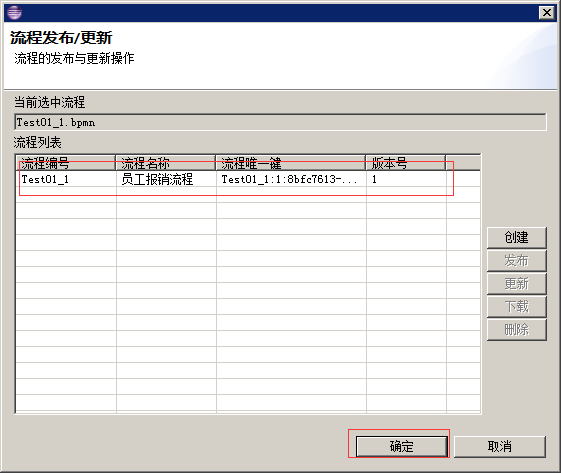 流程发布/更新
流程的发布与更新操作
当前选中流程
Test01_1.bpmn
流程列表
流程编号 流程名称 流程唯一键 版本号
Test01_1 员工报销流程 Test01_1:1:8bfc7613-... 1
创建
发布
更新
下载
删除
确定 取消